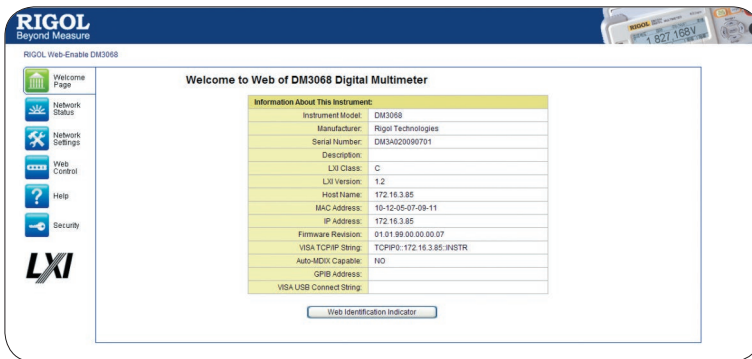 RIGOL
Beyond Measure
1.827,168V
RIGOL Web-Enable DM3068
Welcome Page
Network Status
Network Settings
Web Control
Help
Security
LXI
Welcome to Web of DM3068 Digital Multimeter
Information About This Instrument:
Instrument Model: DM3068
Manufacturer: Rigol Technologies
Serial Number: DM3A020090701
Description:
LXI Class: C
LXI Version: 1.2
Host Name: 172.16.3.85
MAC Address: 10-12-05-07-09-11
IP Address: 172.16.3.85
Firmware Revision: 01.01.99.00.00.00.07
VISA TCP/IP String: TCPIP0::172.16.3.85::INSTR
Auto-MDIX Capable: NO
GPIB Address:
VISA USB Connect String:
Web Identification Indicator